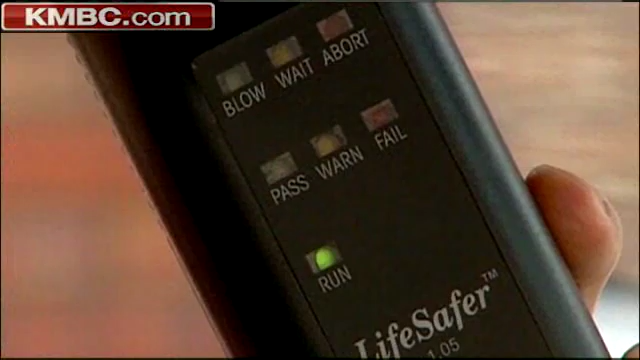 KMBC.com
BLOW WAIT ABORT
PASS WARN FAIL
RUN
LifeSafer™
1.05